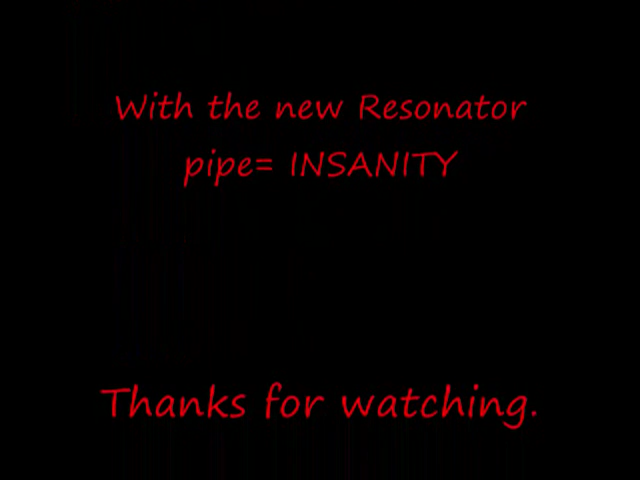 With the new Resonator
pipe= INSANITY
Thanks for watching.